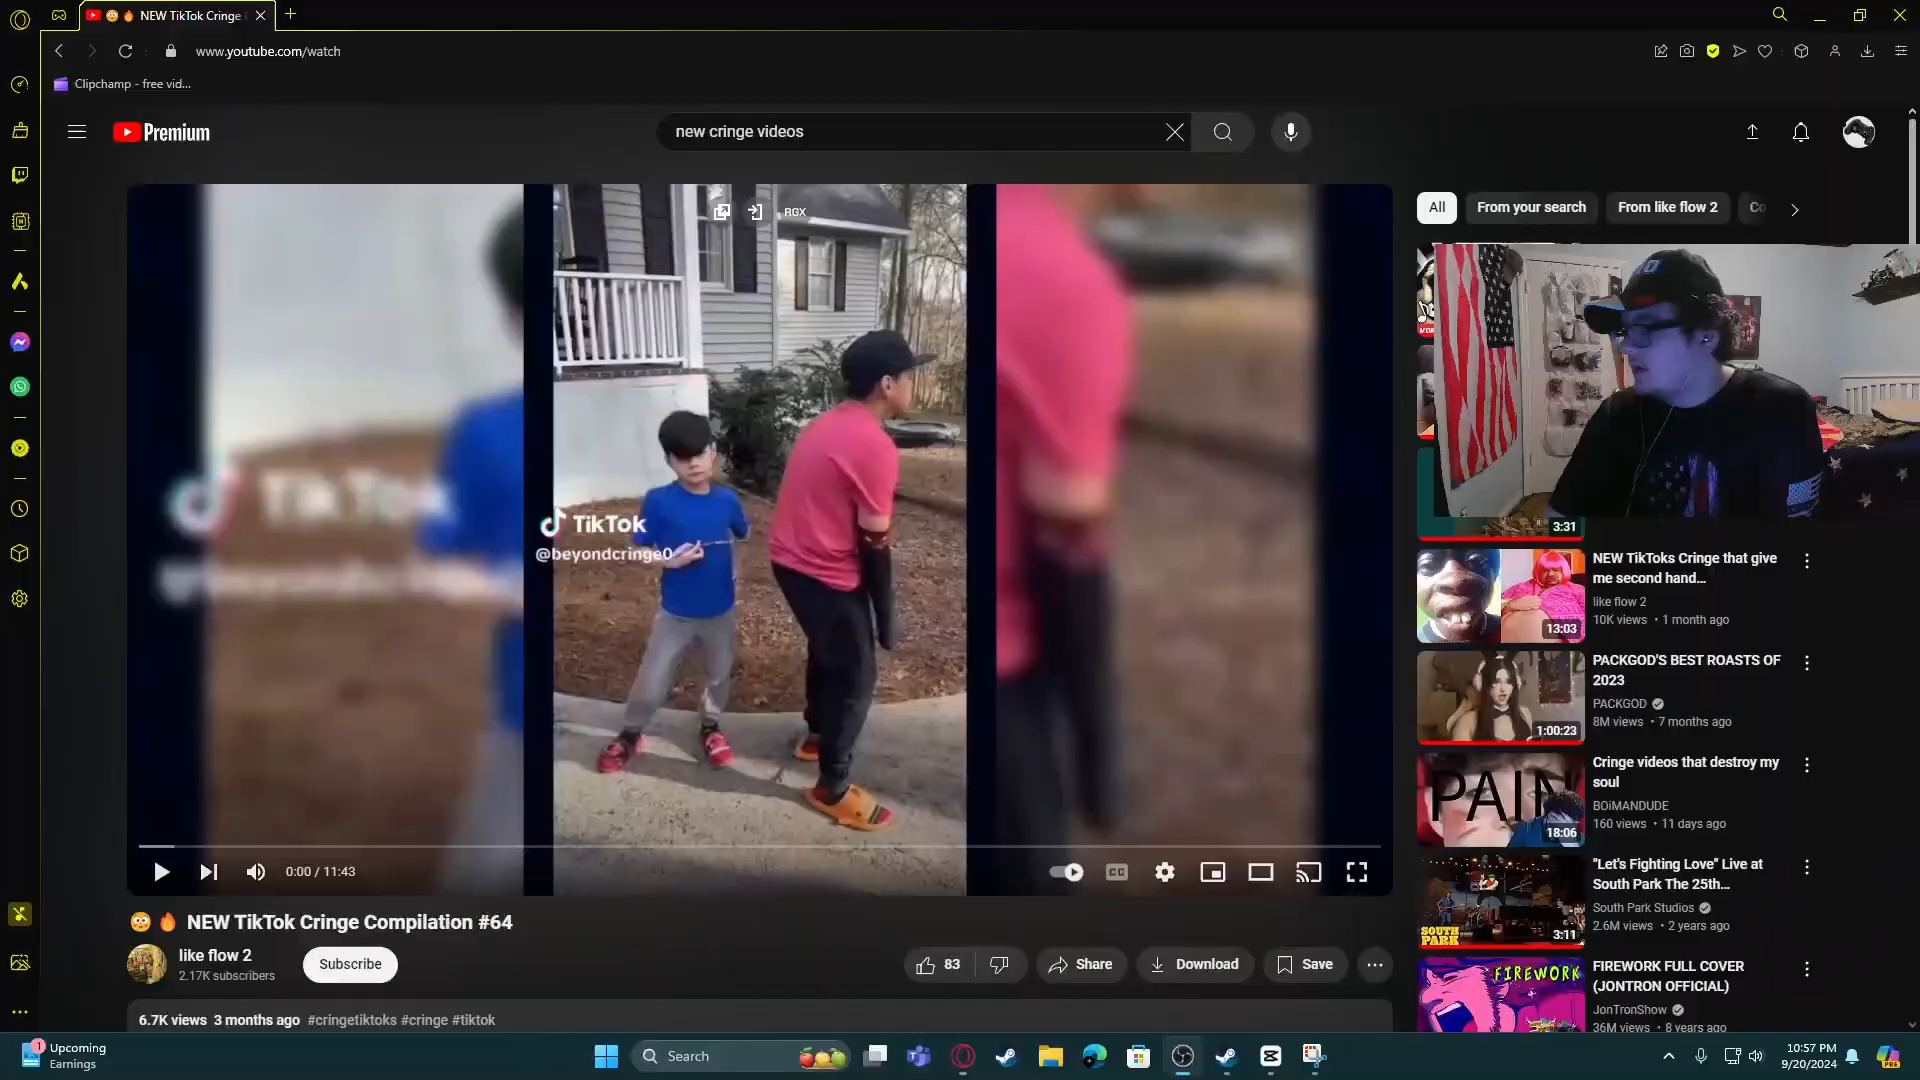 NEW TikTok Cringe
www.youtube.com/watch
Clipchamp - free vid...
Premium
new cringe videos
RGX
All
From your search
From like flow 2
Co
TikTok
@beyondcringe0
3:31
NEW TikToks Cringe that give
me second hand...
like flow 2
10K views • 1 month ago
13:03
PACKGOD'S BEST ROASTS OF
2023
PACKGOD
8M views • 7 months ago
1:00:23
Cringe videos that destroy my
soul
BOiMANDUDE
160 views • 11 days ago
PAIN
18:06
"Let's Fighting Love" Live at
South Park The 25th...
South Park Studios
2.6M views • 2 years ago
SOUTH
PARK
3:11
FIREWORK FULL COVER
(JONTRON OFFICIAL)
JonTronShow
36M views • 8 years ago
FIREWORK
0:00 / 11:43
CC
NEW TikTok Cringe Compilation #64
like flow 2
2.17K subscribers
Subscribe
83
Share
Download
Save
6.7K views 3 months ago #cringetiktoks #cringe #tiktok
1
Upcoming
Earnings
Search
10:57 PM
9/20/2024
PRE